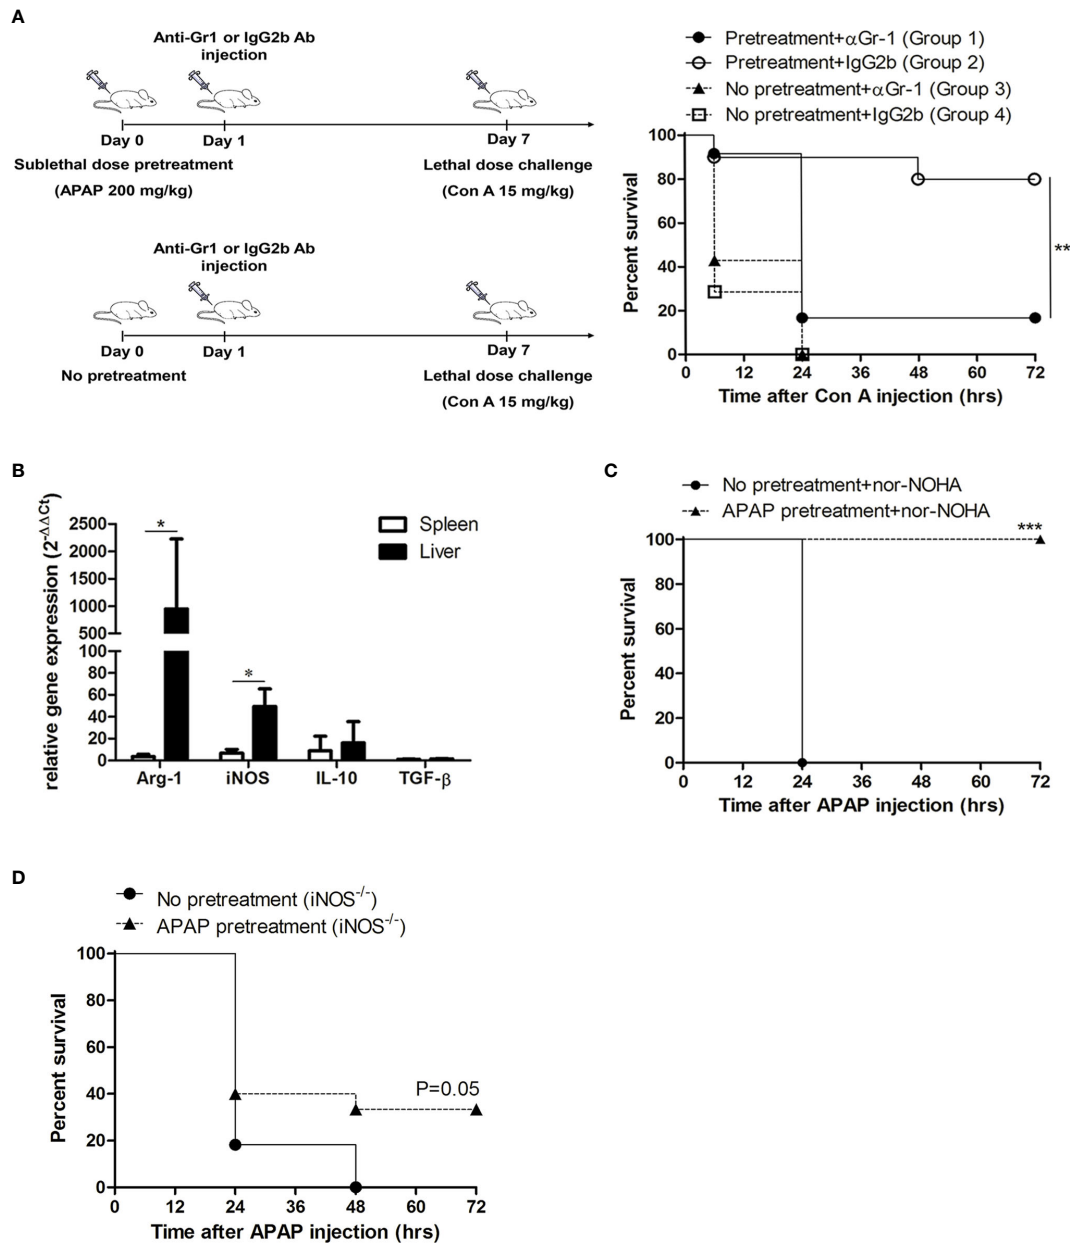 A
Anti-Gr1 or IgG2b Ab
injection
Day 0
Day 1
Day 7
Sublethal dose pretreatment
(APAP 200 mg/kg)
Lethal dose challenge
(Con A 15 mg/kg)
Anti-Gr1 or IgG2b Ab
injection
Day 0
Day 1
Day 7
No pretreatment
Lethal dose challenge
(Con A 15 mg/kg)
Pretreatment+αGr-1 (Group 1)
Pretreatment+IgG2b (Group 2)
No pretreatment+αGr-1 (Group 3)
No pretreatment+IgG2b (Group 4)
Percent survival
100
80
60
40
20
0
**
0 12 24 36 48 60 72
Time after Con A injection (hrs)
B
relative gene expression (2^-ΔΔCt)
Spleen
Liver
2500
2000
1500
1000
500
100
80
60
40
20
0
*
*
Arg-1 iNOS IL-10 TGF-β
C
No pretreatment+nor-NOHA
APAP pretreatment+nor-NOHA
***
Percent survival
100
80
60
40
20
0
0 12 24 36 48 60 72
Time after APAP injection (hrs)
D
No pretreatment (iNOS-/-)
APAP pretreatment (iNOS-/-)
Percent survival
100
80
60
40
20
0
P=0.05
0 12 24 36 48 60 72
Time after APAP injection (hrs)